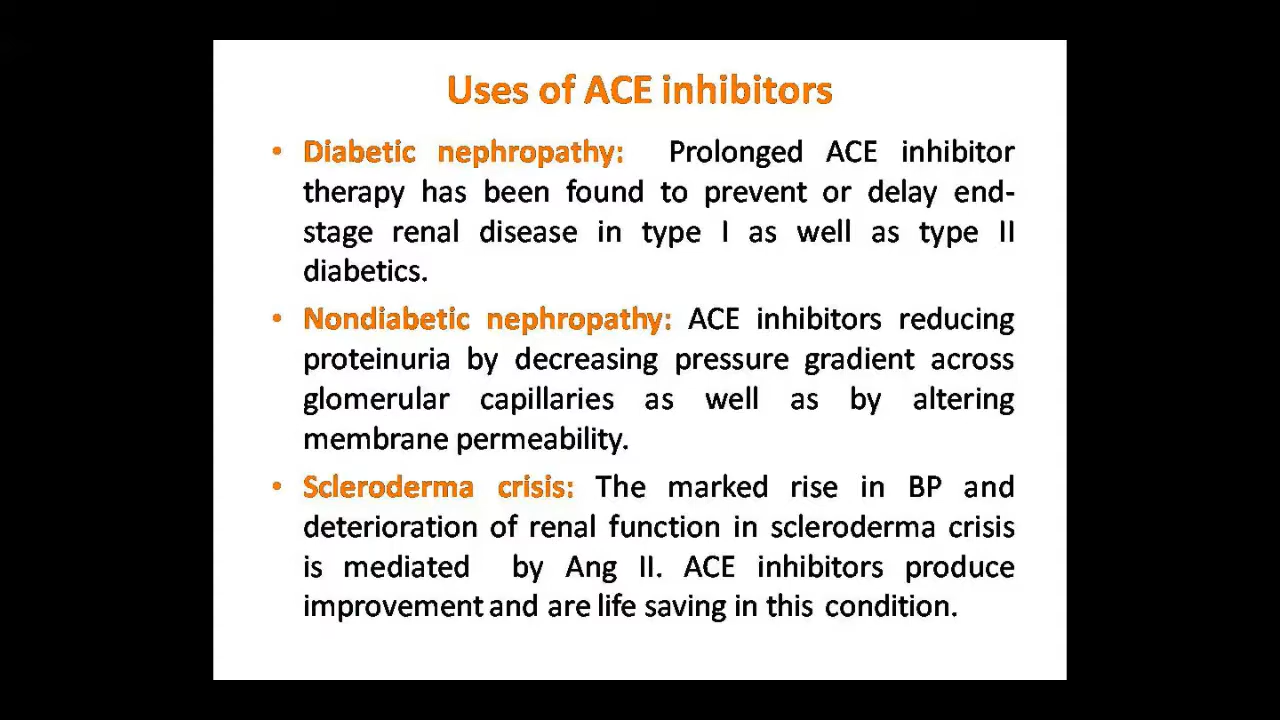 Uses of ACE inhibitors
• Diabetic nephropathy: Prolonged ACE inhibitor
therapy has been found to prevent or delay end-
stage renal disease in type I as well as type II
diabetics.
• Nondiabetic nephropathy: ACE inhibitors reducing
proteinuria by decreasing pressure gradient across
glomerular capillaries as well as by altering
membrane permeability.
• Scleroderma crisis: The marked rise in BP and
deterioration of renal function in scleroderma crisis
is mediated by Ang II. ACE inhibitors produce
improvement and are life saving in this condition.